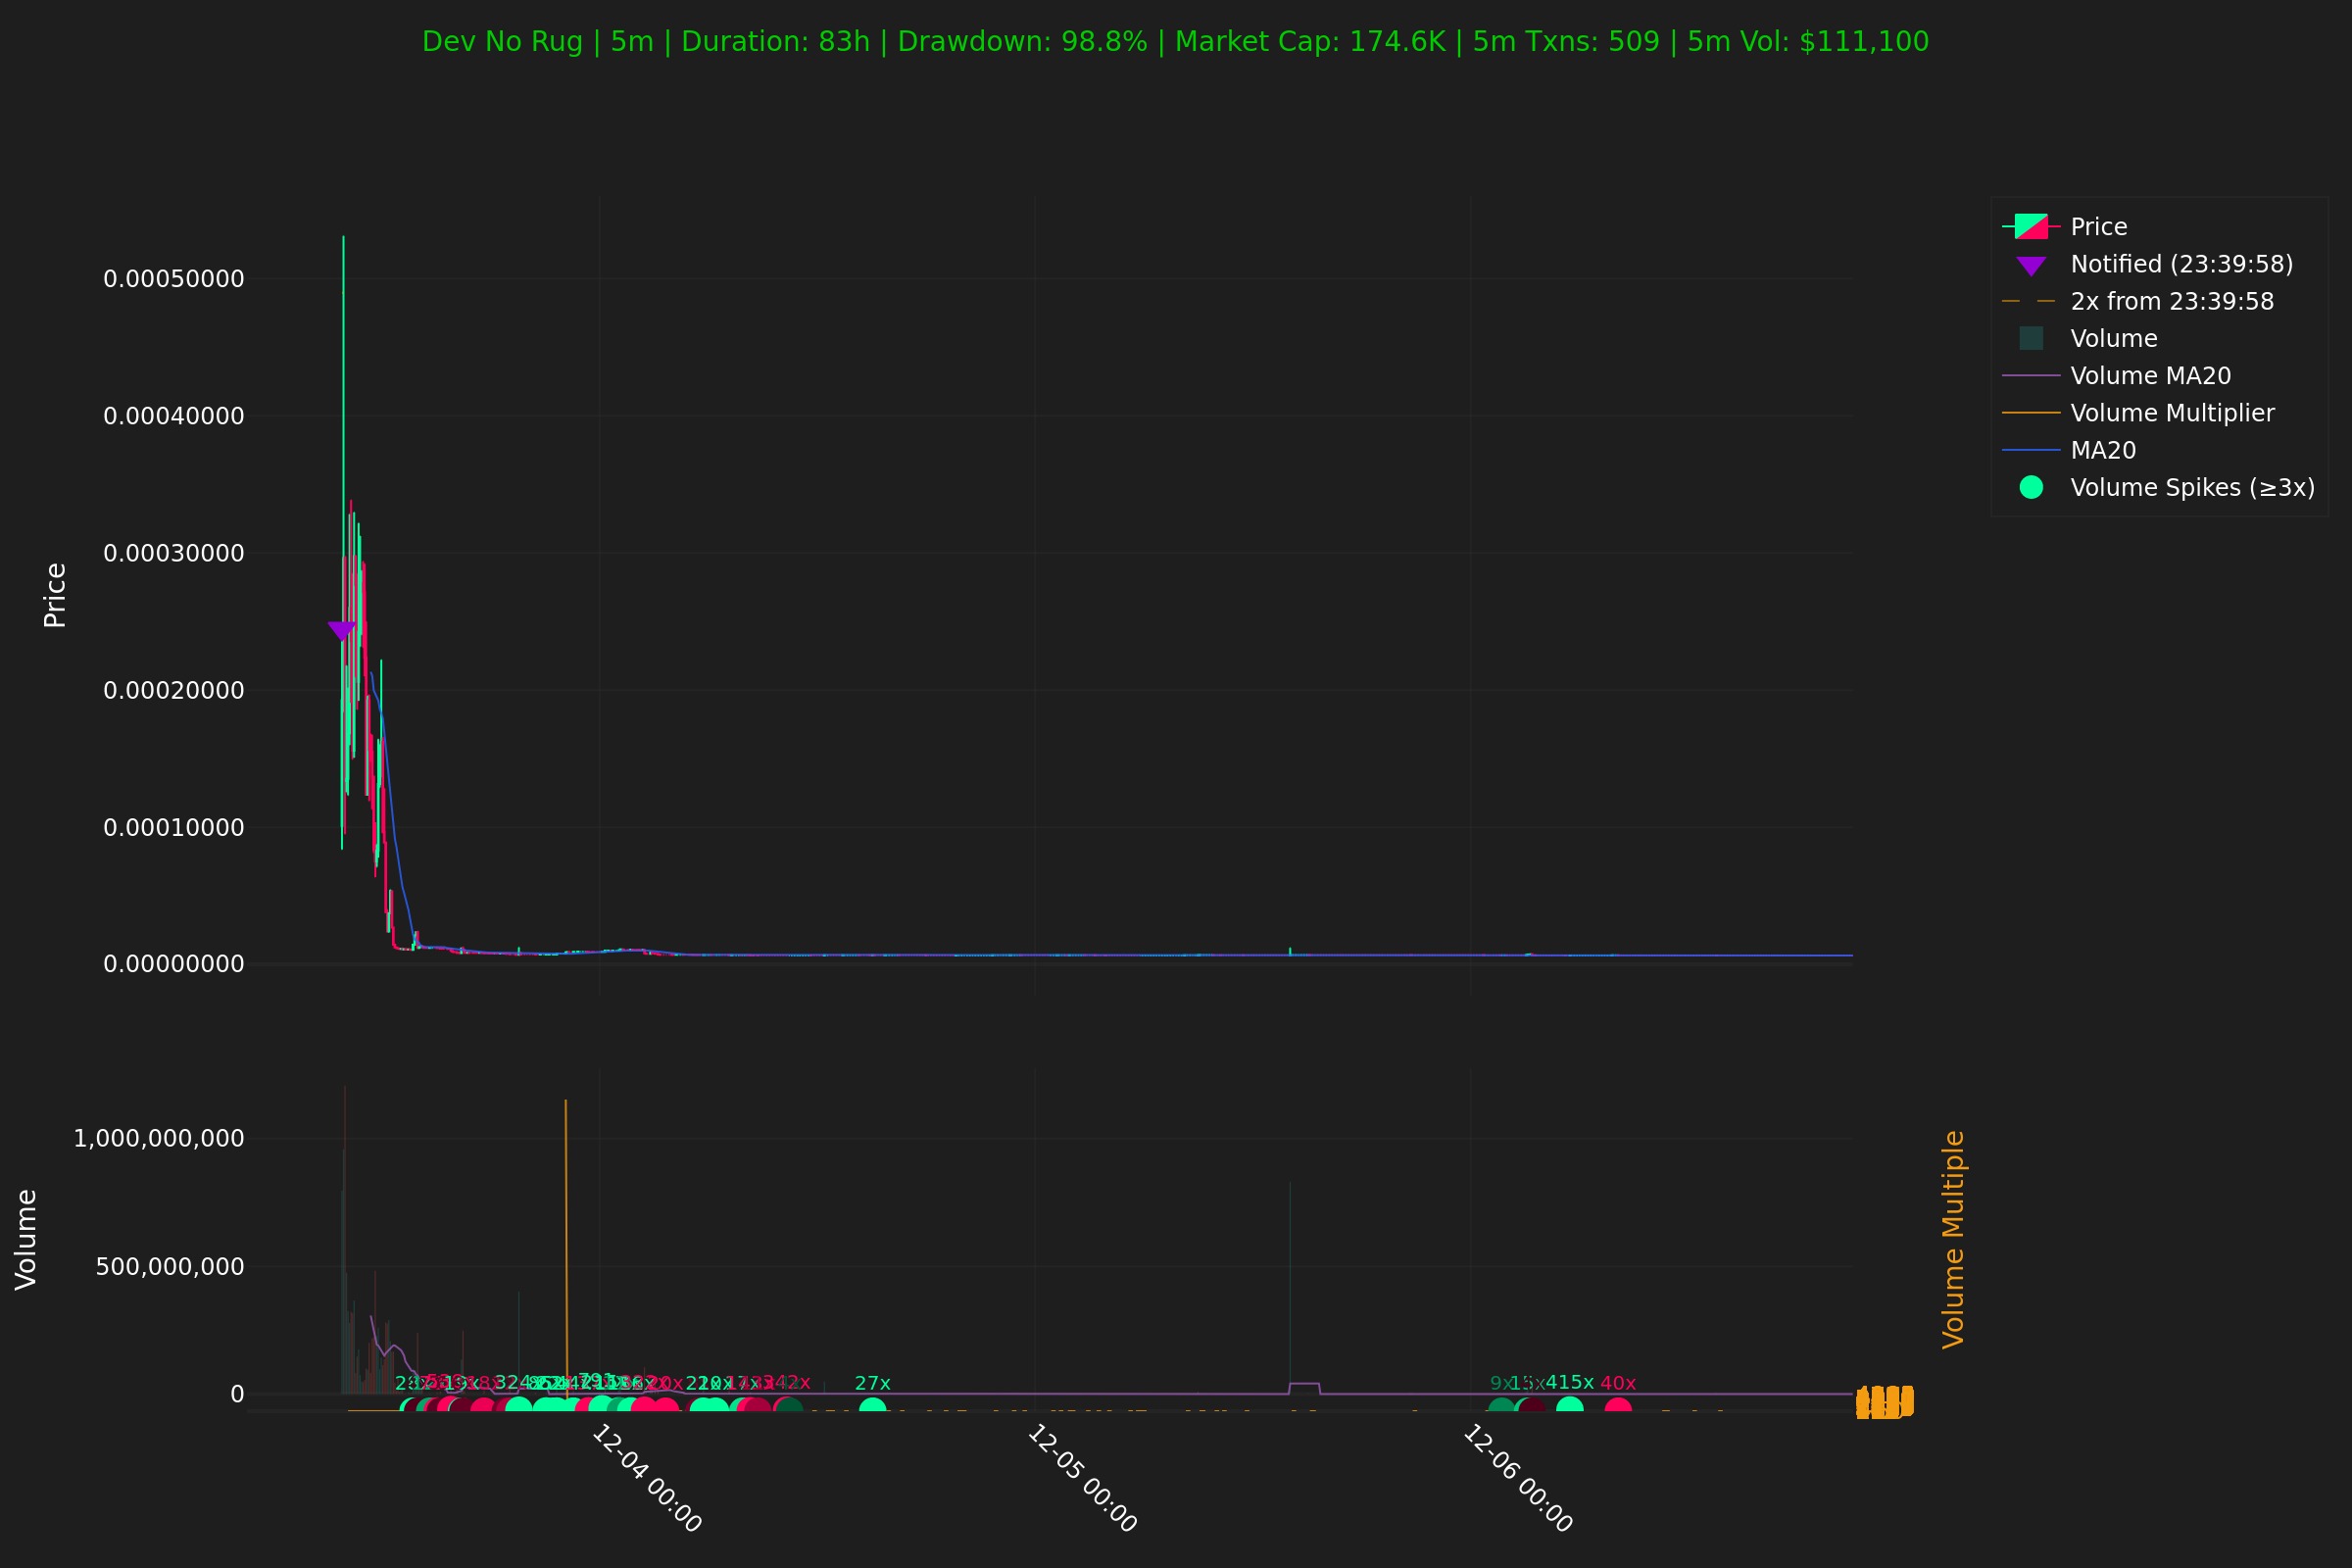 Dev No Rug | 5m | Duration: 83h | Drawdown: 98.8% | Market Cap: 174.6K | 5m Txns: 509 | 5m Vol: $111,100
Price
Notified (23:39:58)
2x from 23:39:58
Volume
Volume MA20
Volume Multiplier
MA20
Volume Spikes (≥3x)
Price
0.00050000
0.00040000
0.00030000
0.00020000
0.00010000
0.00000000
Volume
1,000,000,000
500,000,000
0
19x
27x
9x
415x
40x
Volume Multiple
12-04 00:00
12-05 00:00
12-06 00:00